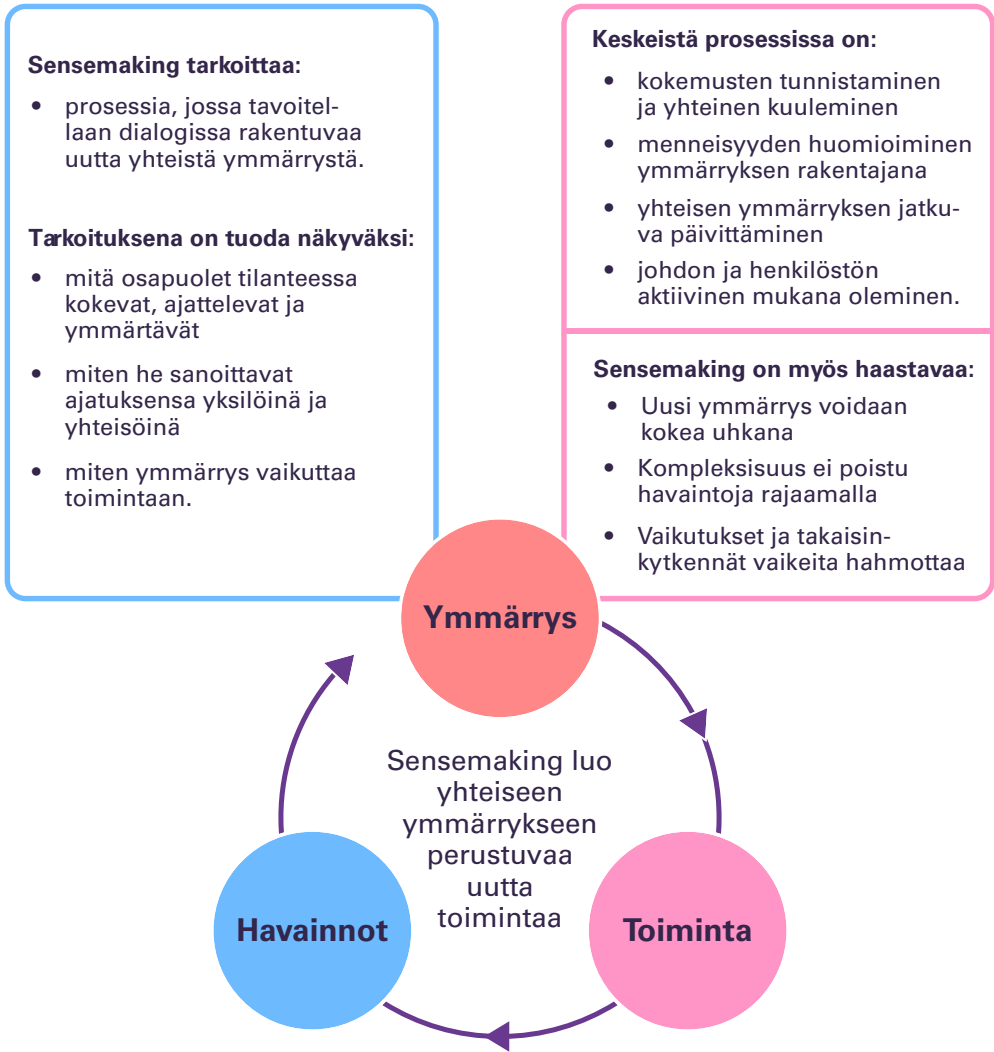 Sensemaking tarkoittaa:
• prosessia, jossa tavoitel-
laan dialogissa rakentuvaa
uutta yhteistä ymmärrystä.
Tarkoituksena on tuoda näkyväksi:
• mitä osapuolet tilanteessa
kokevat, ajattelevat ja
ymmärtävät
• miten he sanoittavat
ajatuksensa yksilöinä ja
yhteisöinä
• miten ymmärrys vaikuttaa
toimintaan.
Keskeistä prosessissa on:
• kokemusten tunnistaminen
ja yhteinen kuuleminen
• menneisyyden huomioiminen
ymmärryksen rakentajana
• yhteisen ymmärryksen jatku-
va päivittäminen
• johdon ja henkilöstön
aktiivinen mukana oleminen.
Sensemaking on myös haastavaa:
• Uusi ymmärrys voidaan
kokea uhkana
• Kompleksisuus ei poistu
havaintoja rajaamalla
• Vaikutukset ja takaisin-
kytkennät vaikeita hahmottaa
Ymmärrys
Sensemaking luo
yhteiseen
ymmärrykseen
perustuvaa
uutta
toimintaa
Havainnot
Toiminta